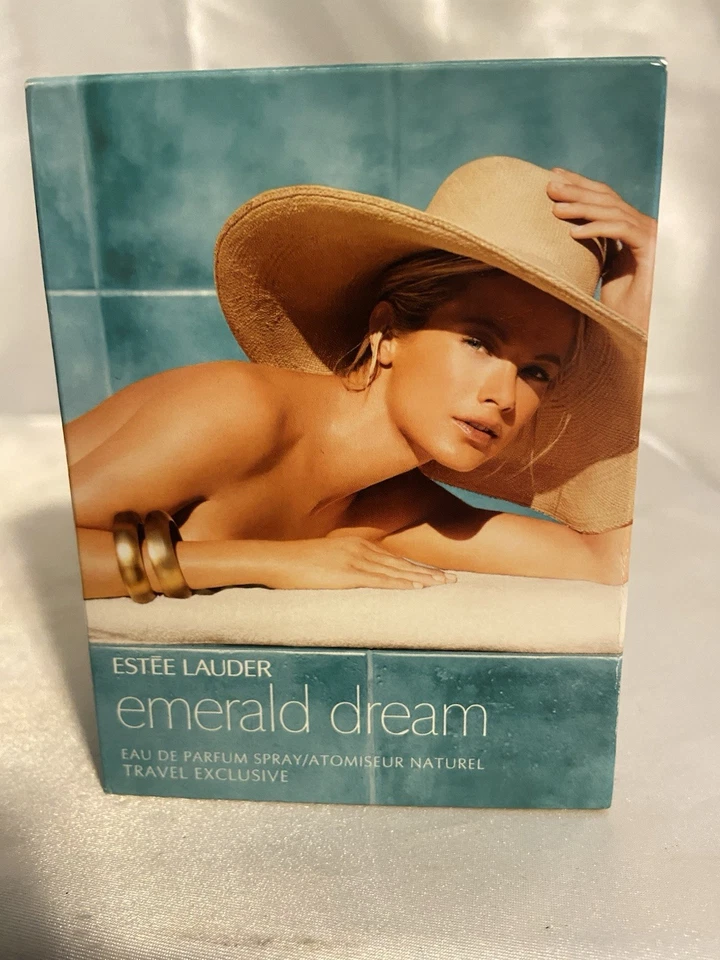 ESTĒE LAUDER
emerald dream
EAU DE PARFUM SPRAY/ATOMISEUR NATUREL
TRAVEL EXCLUSIVE